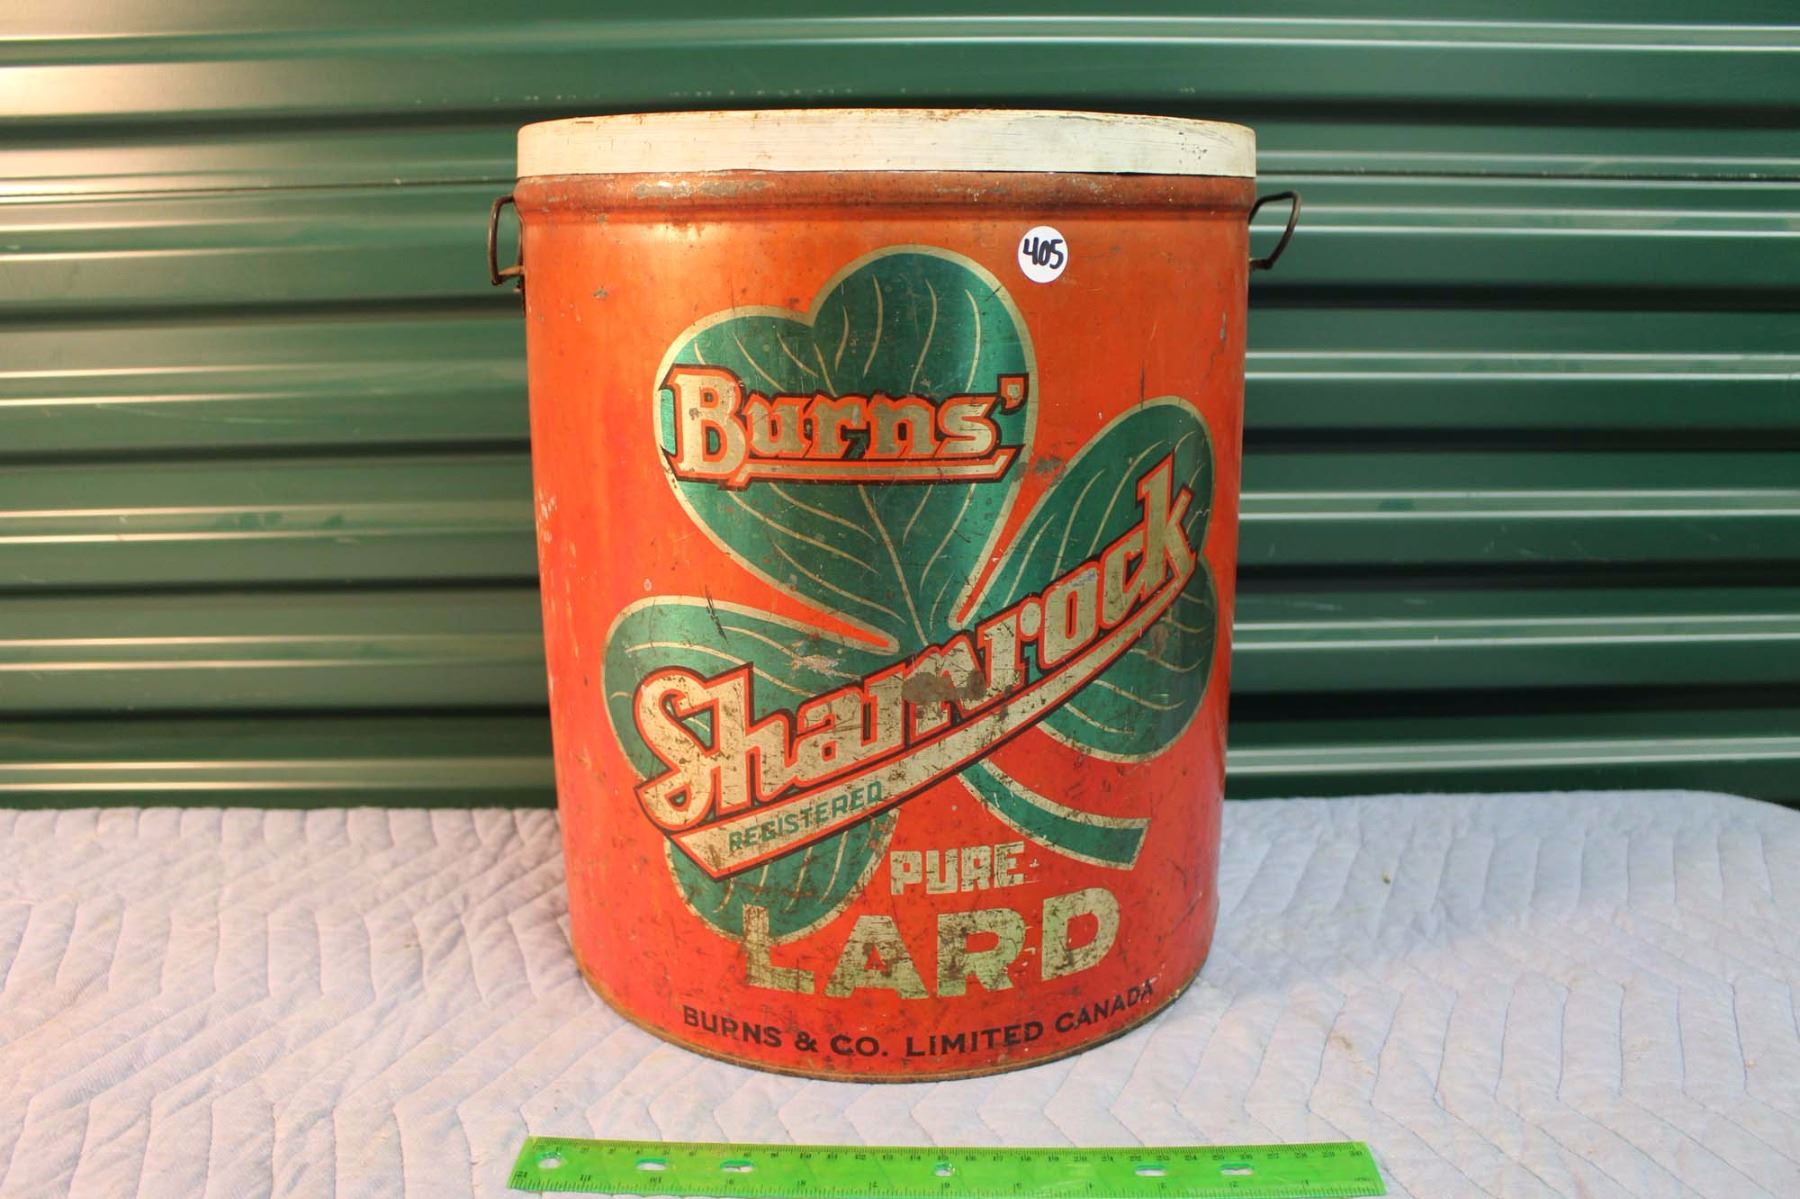 405
Burns'
Shamrock
REGISTERED
PURE
LARD
BURNS & CO. LIMITED CANADA